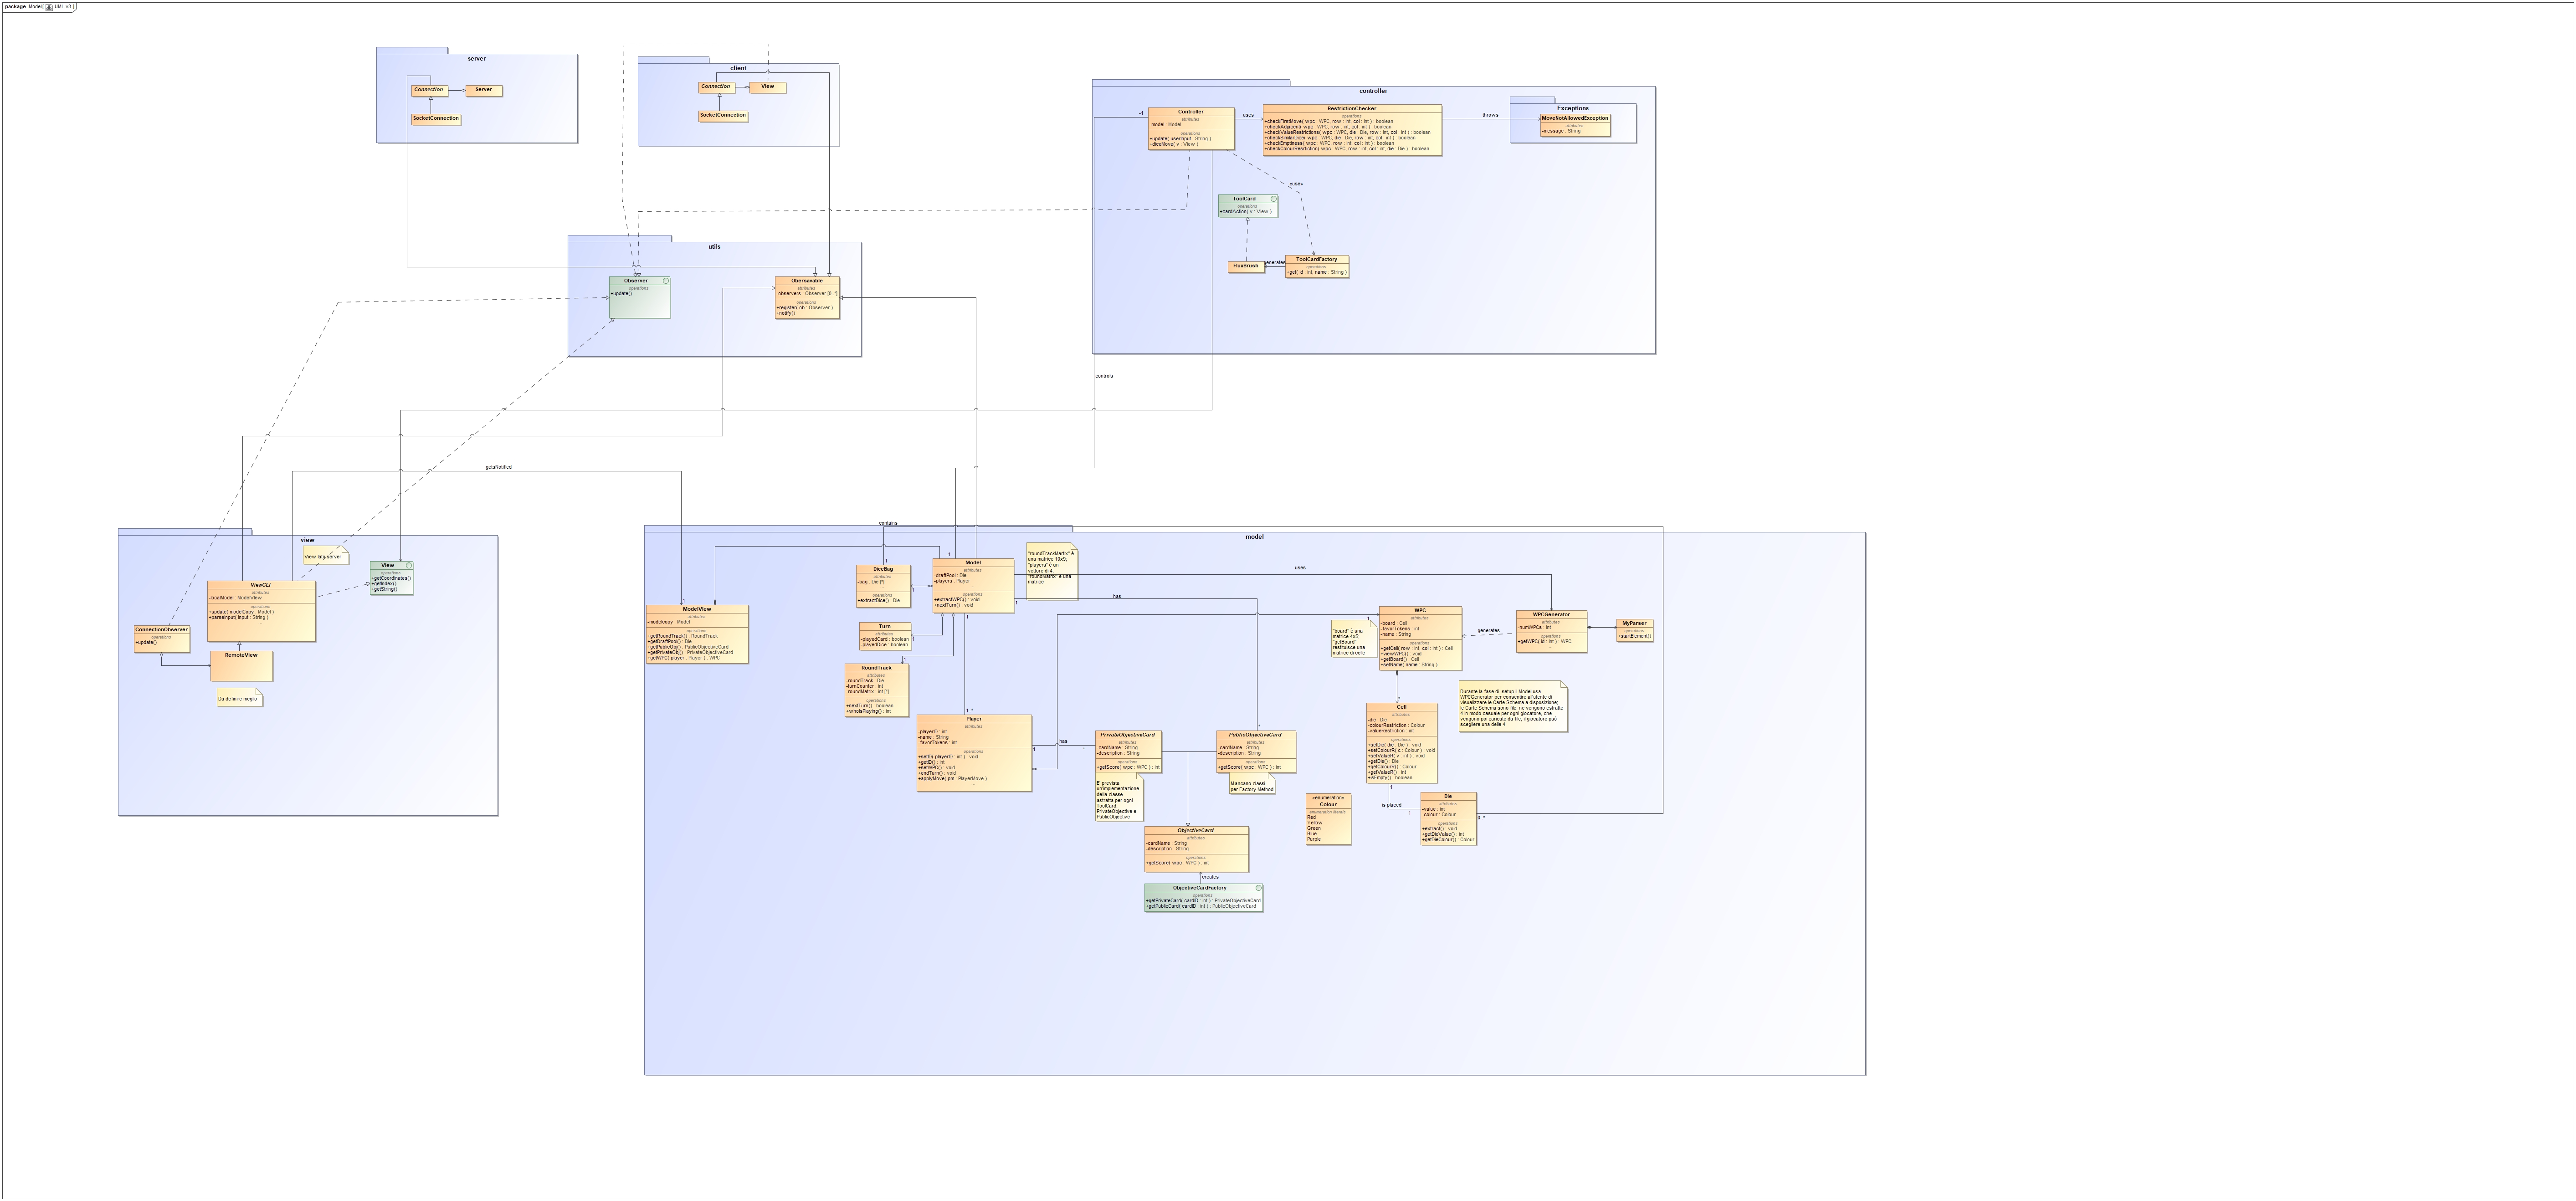 package Model[ UML v3 ]
server
Connection
Server
SocketConnection
client
Connection
View
SocketConnection
controller
Controller
attributes
-model : Model
operations
+update( userInput : String )
+diceMove( v : View )
-1
uses
RestrictionChecker
operations
+checkFirstMove( wpc : WPC, row : int, col : int ) : boolean
+checkAdjacent( wpc : WPC, row : int, col : int ) : boolean
+checkValueRestrictions( wpc : WPC, die : Die, row : int, col : int ) : boolean
+checkSimilarDice( wpc : WPC, die : Die, row : int, col : int ) : boolean
+checkEmptiness( wpc : WPC, row : int, col : int ) : boolean
+checkColourRestriction( wpc : WPC, row : int, col : int, die : Die ) : boolean
throws
Exceptions
MoveNotAllowedException
-message : String
«use»
ToolCard
operations
+cardAction( v : View )
FluxBrush
generates
ToolCardFactory
operations
+get( id : int, name : String )
utils
Observer
operations
+update()
Obersavable
attributes
-observers : Observer [0..*]
operations
+register( ob : Observer )
+notify()
controls
getsNotified
view
View lato server
ViewCLI
attributes
-localModel : ModelView
operations
+update( modelCopy : Model )
+parseInput( input : String )
View
operations
+getCoordinates()
+getIndex()
+getString()
ConnectionObserver
operations
+update()
RemoteView
Da definire meglio
model
contains
1
-1
1
ModelView
attributes
-modelcopy : Model
operations
+getRoundTrack() : RoundTrack
+getDraftPool() : Die
+getPublicObj() : PublicObjectiveCard
+getPrivateObj() : PrivateObjectiveCard
+getWPC( player : Player ) : WPC
DiceBag
attributes
-bag : Die [*]
operations
+extractDice() : Die
1
Model
attributes
-draftPool : Die
-players : Player
operations
+extractWPC() : void
+nextTurn() : void
"roundTrackMartix" è
una matrice 10x9;
"players" è un
vettore di 4;
"roundMatrix" è una
matrice
uses
has
1
1
Turn
attributes
-playedCard : boolean
-playedDice : boolean
1
1
RoundTrack
attributes
-roundTrack : Die
-turnCounter : int
-roundMatrix : int [*]
operations
+nextTurn() : boolean
+whoIsPlaying() : int
1..*
Player
attributes
-playerID : int
-name : String
-favorTokens : int
operations
+setID( playerID : int ) : void
+getID() : int
+setWPC() : void
+endTurn() : void
+applyMove( pm : PlayerMove )
has
1
*
PrivateObjectiveCard
attributes
-cardName : String
-description : String
operations
+getScore( wpc : WPC ) : int
E' prevista
un'implementazione
della classe
astratta per ogni
ToolCard,
PrivateObjective e
PublicObjective
*
PublicObjectiveCard
attributes
-cardName : String
-description : String
operations
+getScore( wpc : WPC ) : int
Mancano classi
per Factory Method
ObjectiveCard
attributes
-cardName : String
-description : String
operations
+getScore( wpc : WPC ) : int
creates
ObjectiveCardFactory
operations
+getPrivateCard( cardID : int ) : PrivateObjectiveCard
+getPublicCard( cardID : int ) : PublicObjectiveCard
"board" è una
matrice 4x5;
"getBoard"
restituisce una
matrice di celle
1
WPC
attributes
-board : Cell
-favorTokens : int
-name : String
operations
+getCell( row : int, col : int ) : Cell
+viewWPC() : void
+getBoard() : Cell
+setName( name : String )
generates
WPCGenerator
attributes
-numWPCs : int
operations
+getWPC( id : int ) : WPC
MyParser
operations
+startElement()
Durante la fase di setup il Model usa
WPCGenerator per consentire all'utente di
visualizzare le Carte Schema a disposizione;
le Carte Schema sono file: ne vengono estratte
4 in modo casuale per ogni giocatore, che
vengono poi caricate da file; il giocatore può
scegliere una delle 4
*
Cell
attributes
-die : Die
-colourRestriction : Colour
-valueRestriction : int
operations
+setDie( die : Die ) : void
+setColourR( c : Colour ) : void
+setValueR( v : int ) : void
+getDie() : Die
+getColourR() : Colour
+getValueR() : int
+isEmpty() : boolean
1
is placed
1
«enumeration»
Colour
enumeration literals
Red
Yellow
Green
Blue
Purple
Die
attributes
-value : int
-colour : Colour
operations
+extract() : void
+getDieValue() : int
+getDieColour() : Colour
0..*